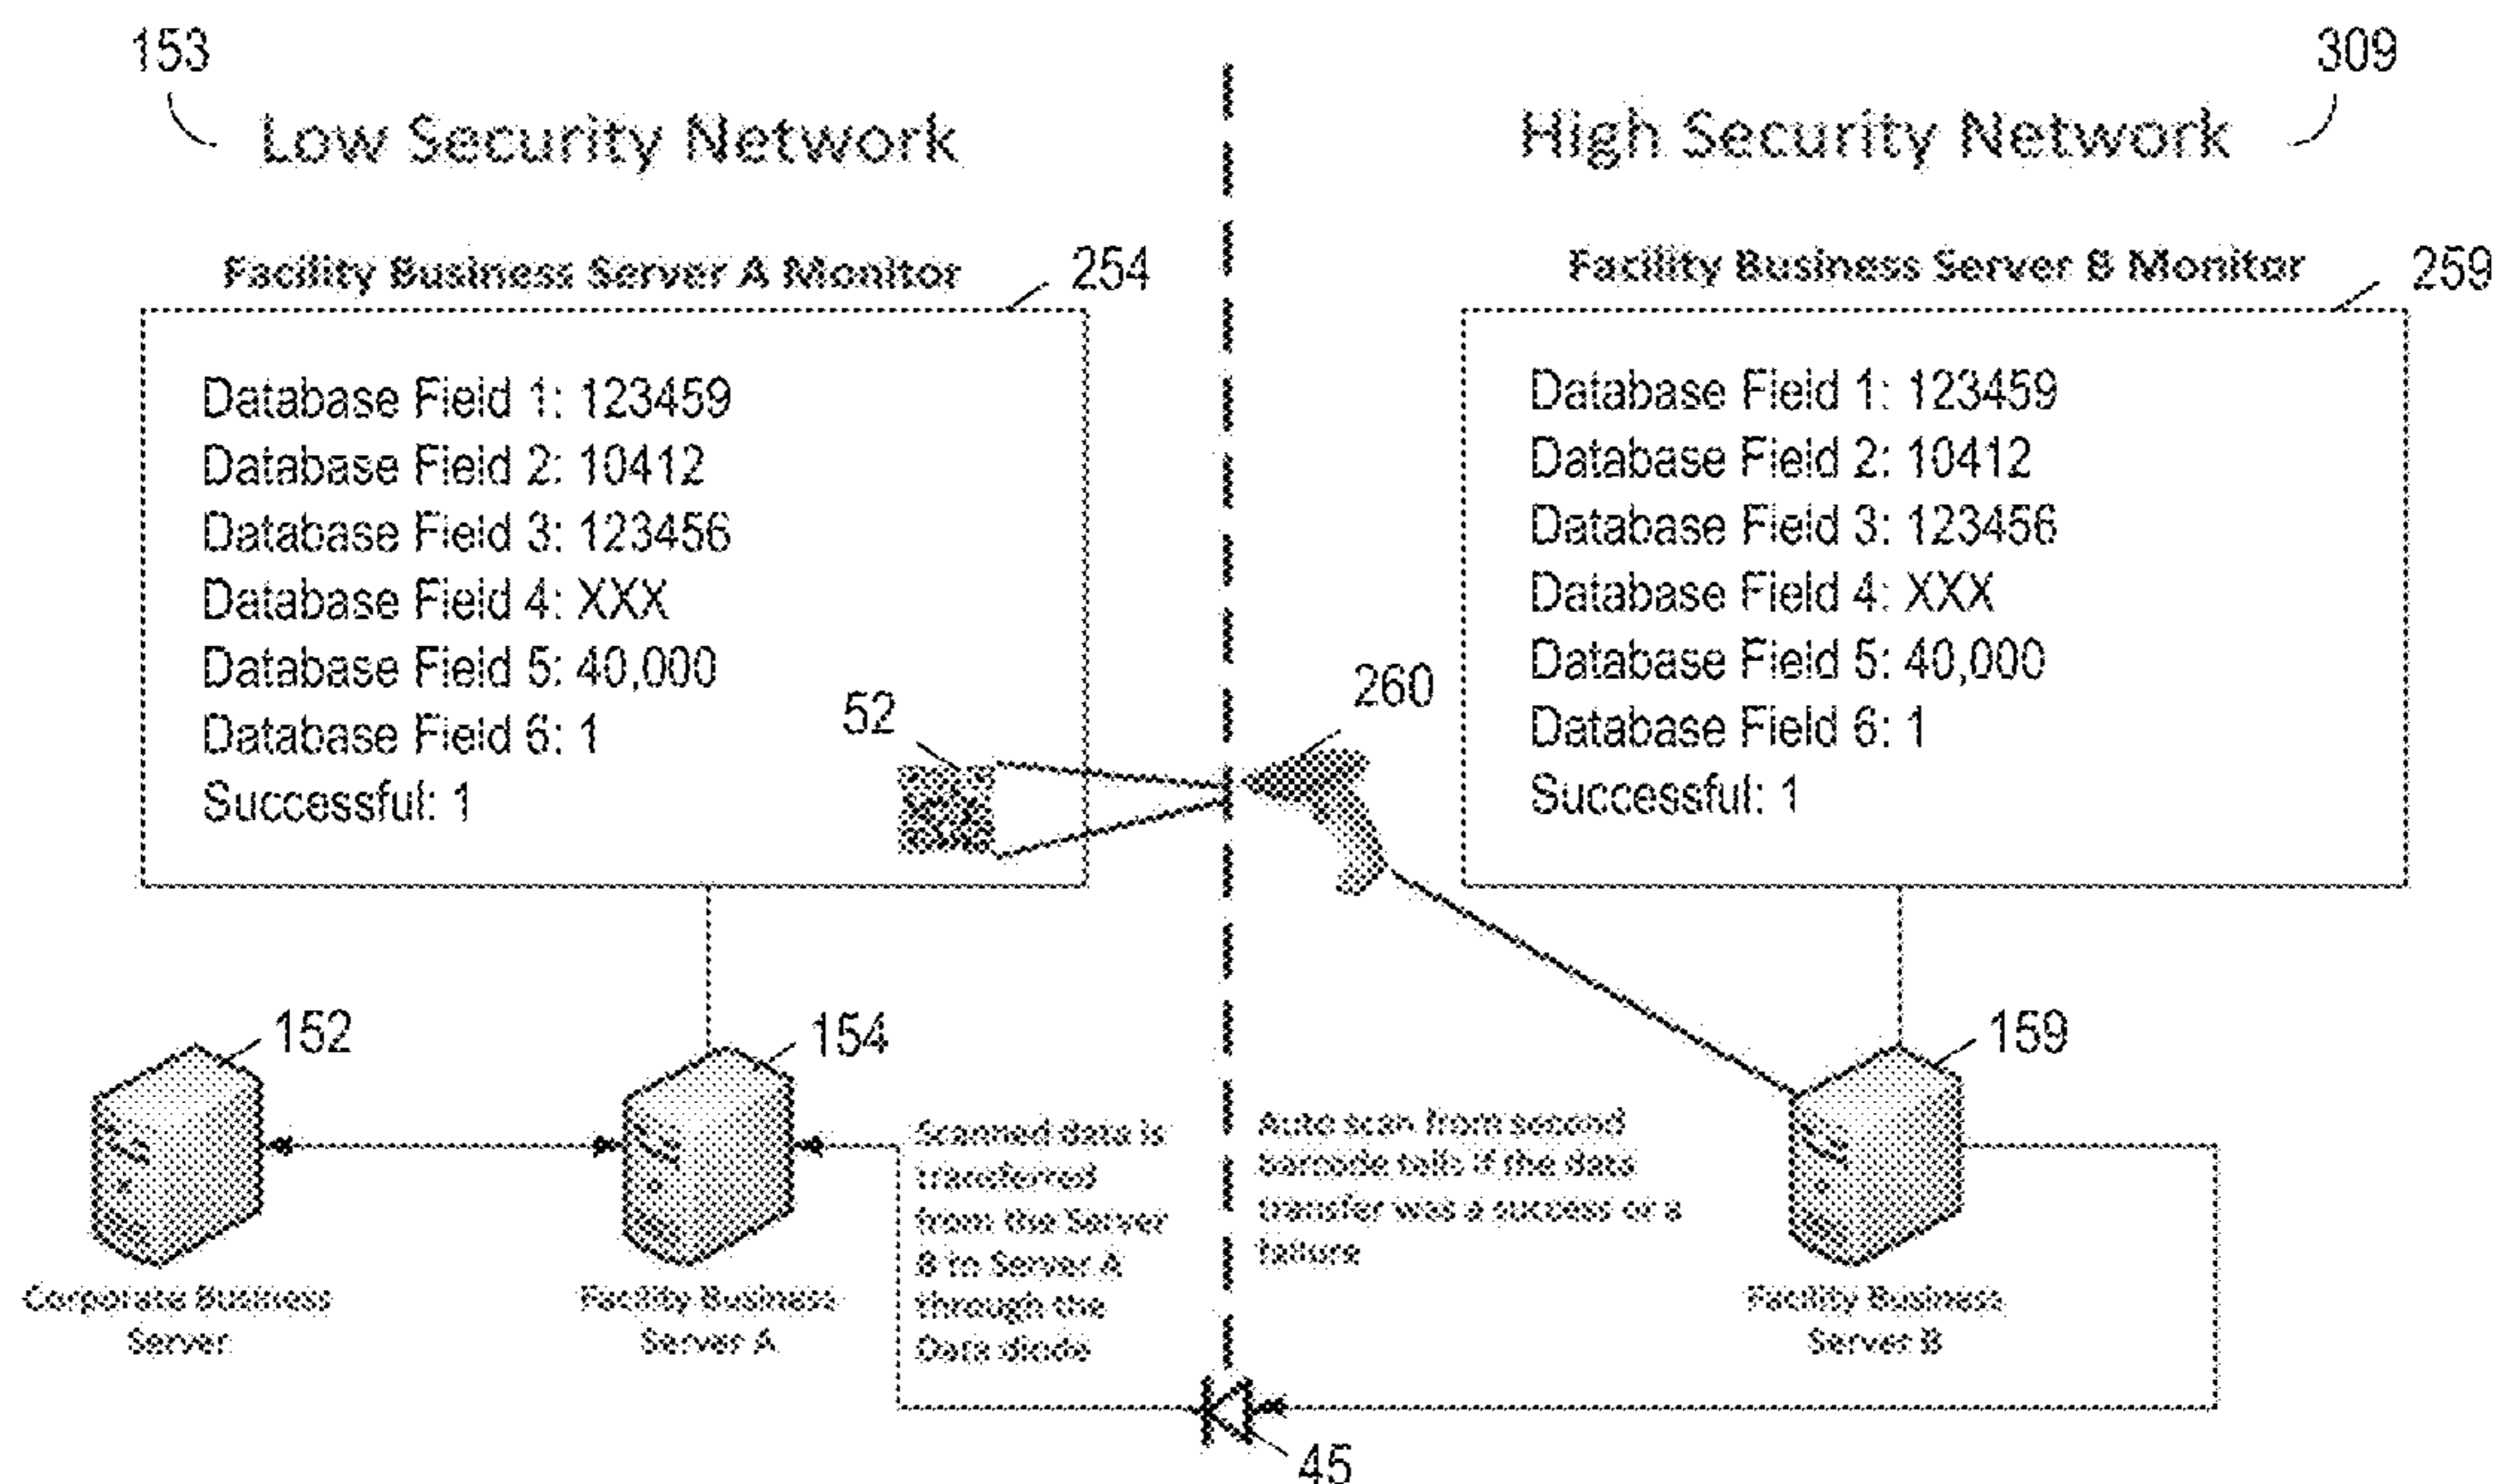 153
309
Low Security Network
High Security Network
Facility Business Server A Monitor
254
Facility Business Server B Monitor
259
Database Field 1: 123459
Database Field 2: 10412
Database Field 3: 123456
Database Field 4: XXX
Database Field 5: 40,000
Database Field 6: 1
Successful: 1
52
260
Database Field 1: 123459
Database Field 2: 10412
Database Field 3: 123456
Database Field 4: XXX
Database Field 5: 40,000
Database Field 6: 1
Successful: 1
152
154
159
Scanned data is
transferred
from the Server
B to Server A
through the
Data diode
Auto scan from second
barcode tells if the data
transfer was a success or a
failure
Corporate Business
Server
Facility Business
Server A
Facility Business
Server B
45